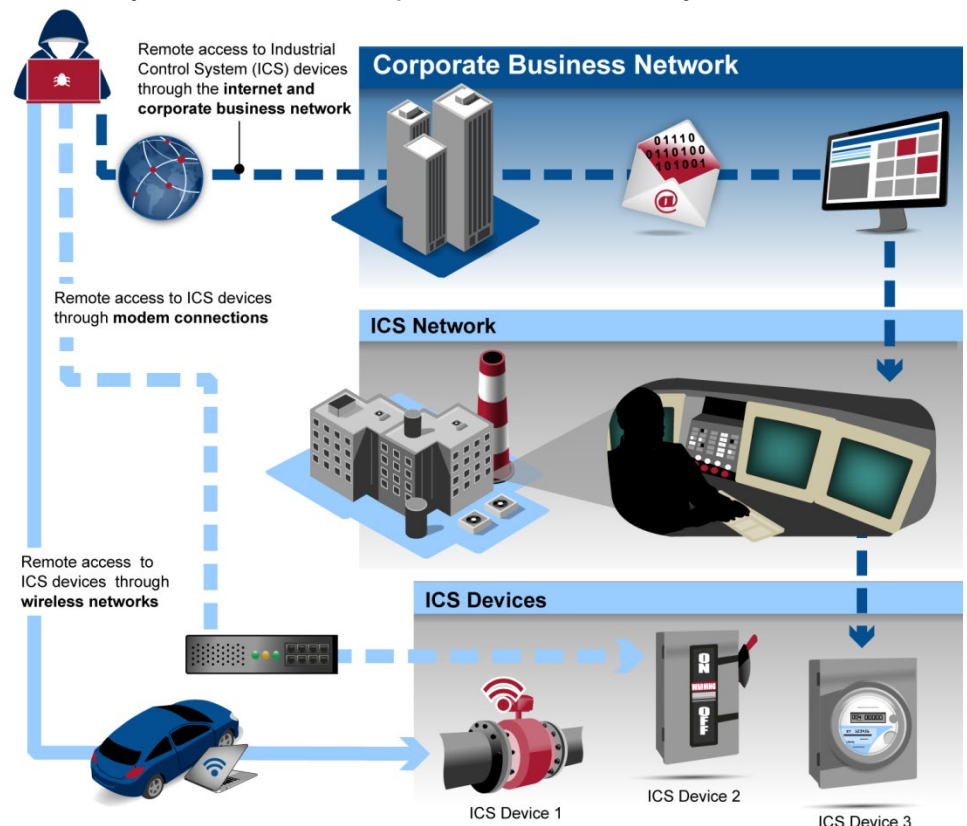 Remote access to Industrial
Control System (ICS) devices
through the internet and
corporate business network
Corporate Business Network
01110
0110100
101001
@
Remote access to ICS devices
through modem connections
ICS Network
Remote access to
ICS devices through
wireless networks
ICS Devices
ON
WARNING
OFF
ICS Device 1
ICS Device 2
ICS Device 3